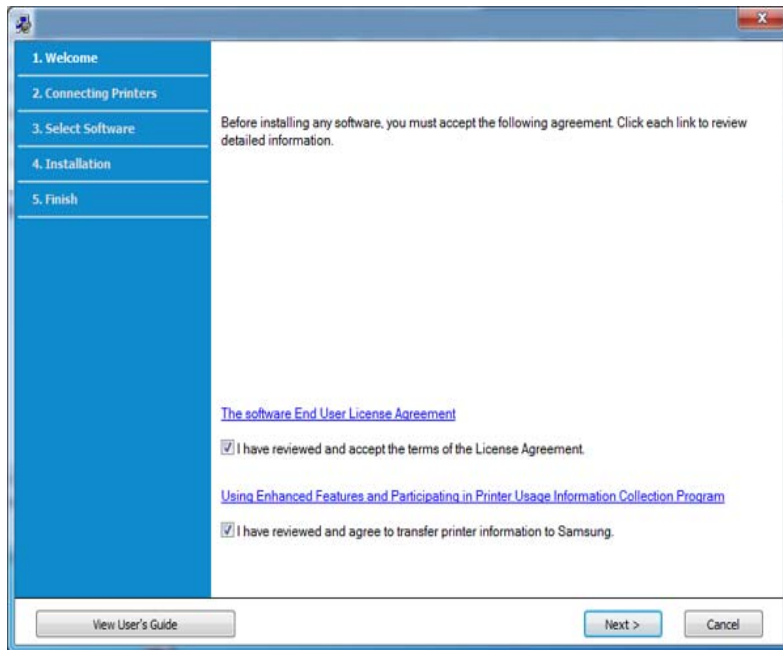 1. Welcome
2. Connecting Printers
3. Select Software
4. Installation
5. Finish
Before installing any software, you must accept the following agreement. Click each link to review
detailed information.
The software End User License Agreement
I have reviewed and accept the terms of the License Agreement.
Using Enhanced Features and Participating in Printer Usage Information Collection Program
I have reviewed and agree to transfer printer information to Samsung.
View User's Guide
Next >
Cancel